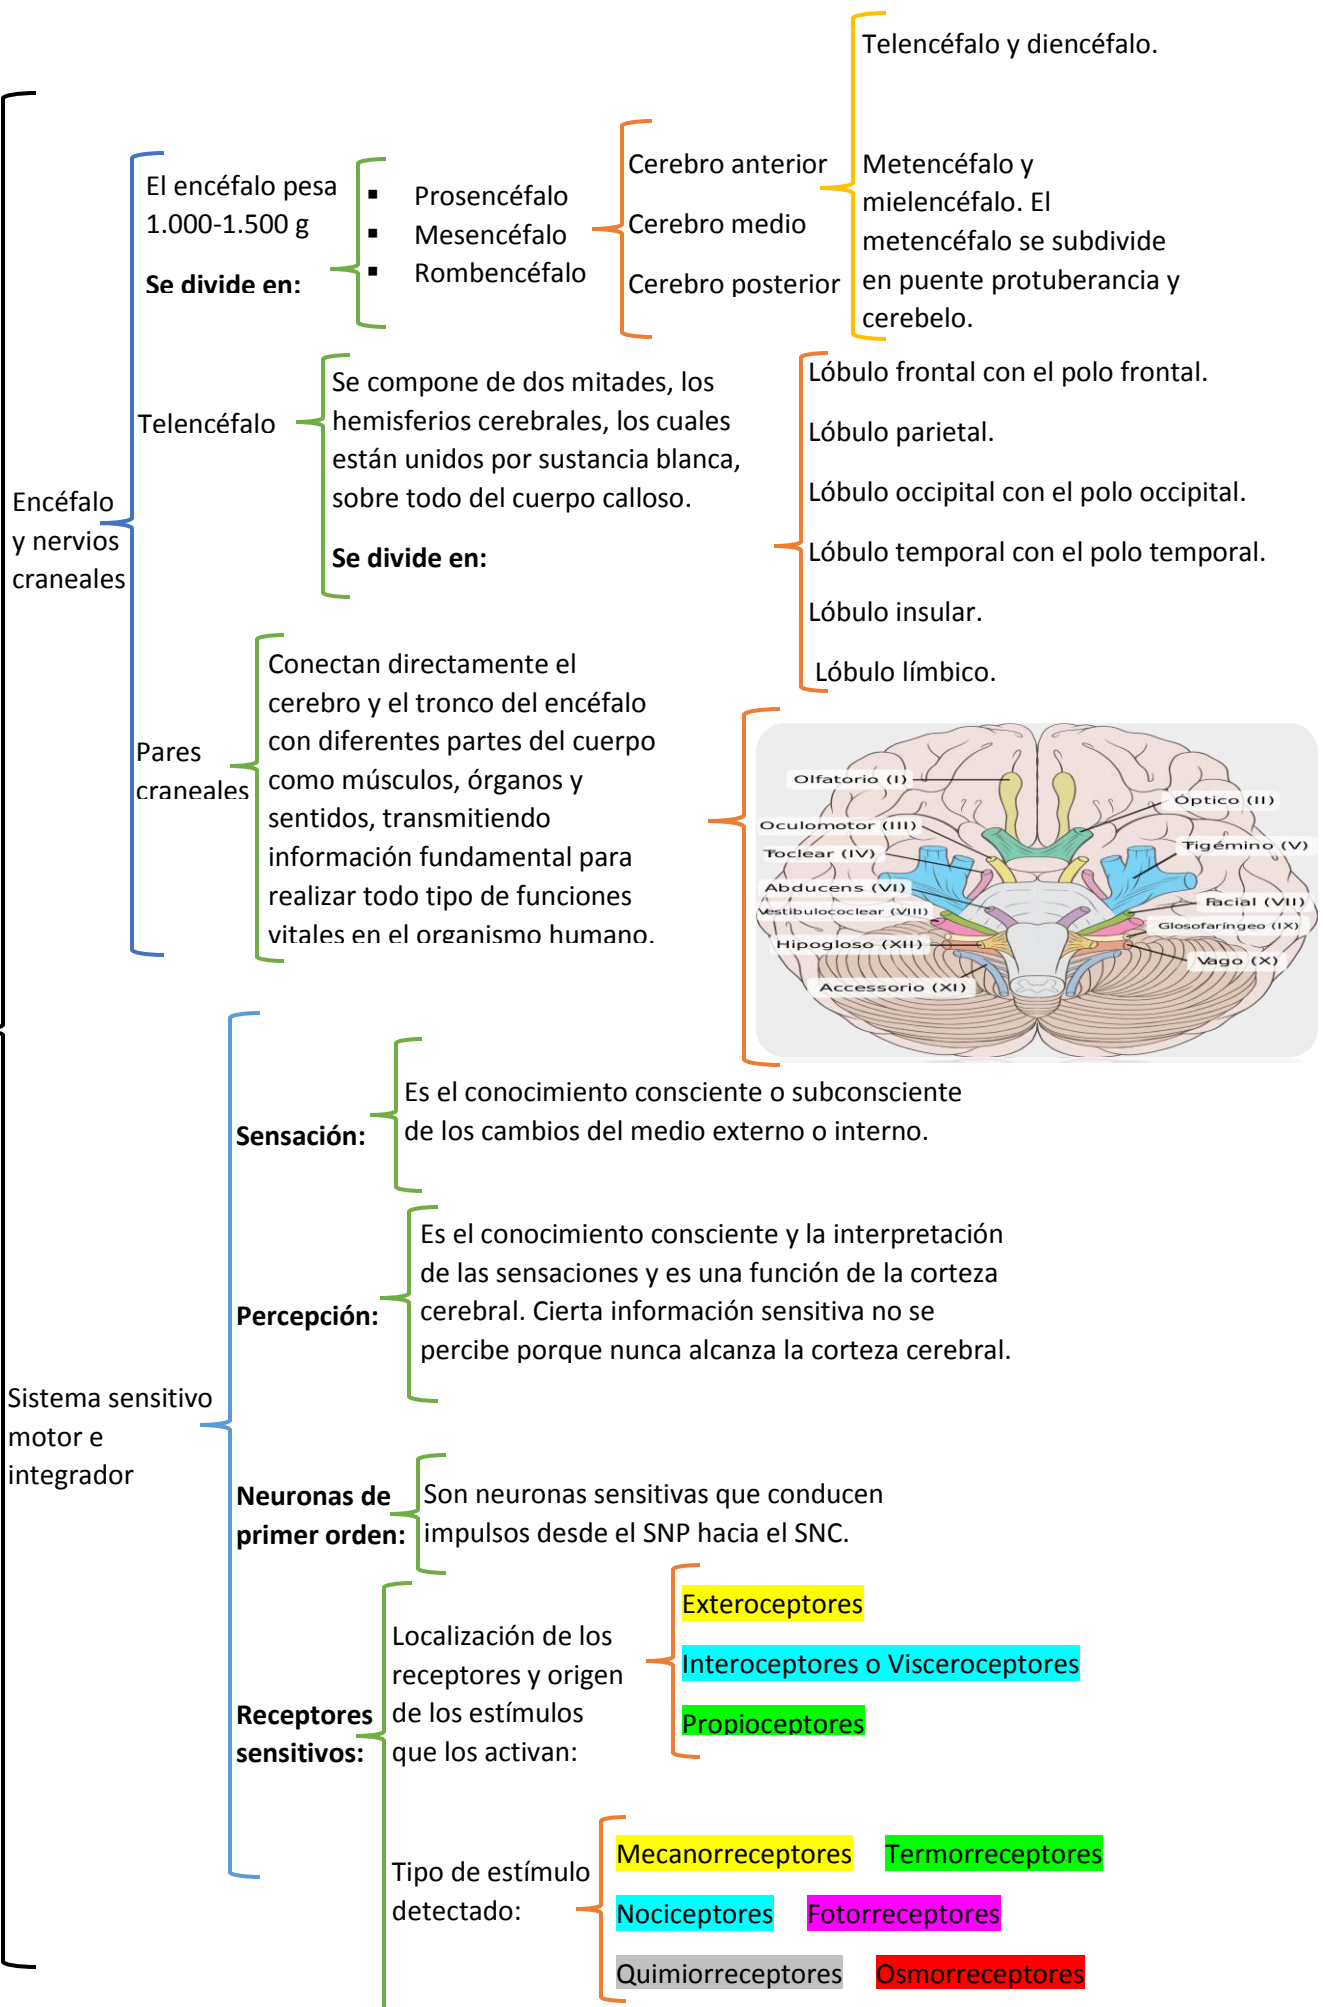 Encéfalo
y nervios
craneales
El encéfalo pesa
1.000-1.500 g
Se divide en:
▪ Prosencéfalo
▪ Mesencéfalo
▪ Rombencéfalo
Cerebro anterior
Cerebro medio
Cerebro posterior
Telencéfalo y diencéfalo.
Metencéfalo y
mielencéfalo. El
metencéfalo se subdivide
en puente protuberancia y
cerebelo.
Telencéfalo
Se compone de dos mitades, los
hemisferios cerebrales, los cuales
están unidos por sustancia blanca,
sobre todo del cuerpo calloso.
Se divide en:
Lóbulo frontal con el polo frontal.
Lóbulo parietal.
Lóbulo occipital con el polo occipital.
Lóbulo temporal con el polo temporal.
Lóbulo insular.
Lóbulo límbico.
Pares
craneales
Conectan directamente el
cerebro y el tronco del encéfalo
con diferentes partes del cuerpo
como músculos, órganos y
sentidos, transmitiendo
información fundamental para
realizar todo tipo de funciones
vitales en el organismo humano.
Olfatorio (I)
Óptico (II)
Oculomotor (III)
Toclear (IV)
Tigémino (V)
Abducens (VI)
Facial (VII)
Vestibulococlear (VIII)
Glosofaríngeo (IX)
Hipogloso (XII)
Vago (X)
Accessorio (XI)
Sistema sensitivo
motor e
integrador
Sensación:
Es el conocimiento consciente o subconsciente
de los cambios del medio externo o interno.
Percepción:
Es el conocimiento consciente y la interpretación
de las sensaciones y es una función de la corteza
cerebral. Cierta información sensitiva no se
percibe porque nunca alcanza la corteza cerebral.
Neuronas de
primer orden:
Son neuronas sensitivas que conducen
impulsos desde el SNP hacia el SNC.
Receptores
sensitivos:
Localización de los
receptores y origen
de los estímulos
que los activan:
Exteroceptores
Interoceptores o Visceroceptores
Propioceptores
Tipo de estímulo
detectado:
Mecanorreceptores Termorreceptores
Nociceptores Fotorreceptores
Quimiorreceptores Osmorreceptores